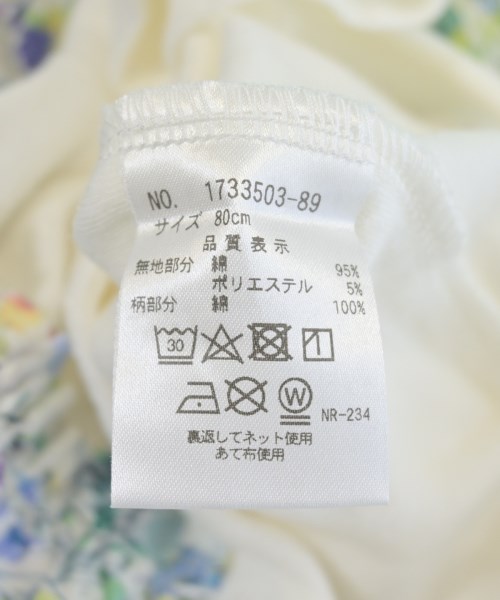 NO. 1733503-89
サイズ 80cm
品質表示
無地部分 綿 95%
ポリエステル 5%
柄部分 綿 100%
30
W NR-234
裏返してネット使用
あて布使用